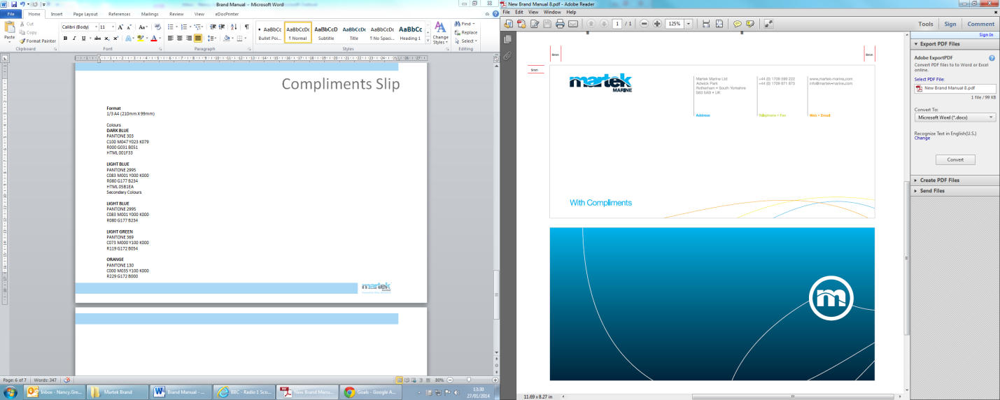 Brand Manual - Microsoft Word
File Home Insert Page Layout References Mailings Review View eDocPrinter
Paste
Cut
Copy
Format Painter
Calibri (Body) 11
AaBbCc AaBbCcDc AaBbCcD AaBbCcDc AaBbCcDc AaBbCc
Bullet Poi... ¶ Normal Subtitle Title ¶ No Spaci... Heading 1
Change Styles
Find
Replace
Select
Clipboard Font Paragraph Styles Editing
Compliments Slip
Format
1/3 A4 (210mm X 99mm)
Colours
DARK BLUE
PANTONE 303
C100 M047 Y023 K079
R000 G031 B051
HTML 001F33
LIGHT BLUE
PANTONE 2995
C083 M001 Y000 K000
R080 G177 B234
HTML 05B1EA
Secondary Colours
LIGHT BLUE
PANTONE 2995
C083 M001 Y000 K000
R080 G177 B234
LIGHT GREEN
PANTONE 369
C073 M000 Y100 K000
R119 G172 B054
ORANGE
PANTONE 130
C000 M035 Y100 K000
R229 G172 B000
martek
Page: 6 of 7 Words: 347 80%
Inbox - Nancy.Gre... Martek Brand Brand Manual - ... BBC - Radio 1 Sco... New Brand Manu... Goals - Google A...
13:30
27/01/2014
New Brand Manual 8.pdf - Adobe Reader
File Edit View Window Help
1 / 1 125% Tools Sign Comment
Sign In
6mm 6mm
5mm
martek
MARINE
Martek Marine Ltd
Adwick Park
Rotherham • South Yorkshire
S63 5AB • UK
Address
+44 (0) 1709 599 222
+44 (0) 1709 871 873
Telephone • Fax
www.martek-marine.com
info@martek-marine.com
Web • Email
With Compliments
m
11.69 x 8.27 in
Export PDF Files
Adobe ExportPDF
Convert PDF files to to Word or Excel
online.
Select PDF File:
New Brand Manual 8.pdf
1 file / 99 KB
Convert To:
Microsoft Word (*.docx)
Recognize Text in English(U.S.)
Change
Convert
Create PDF Files
Send Files